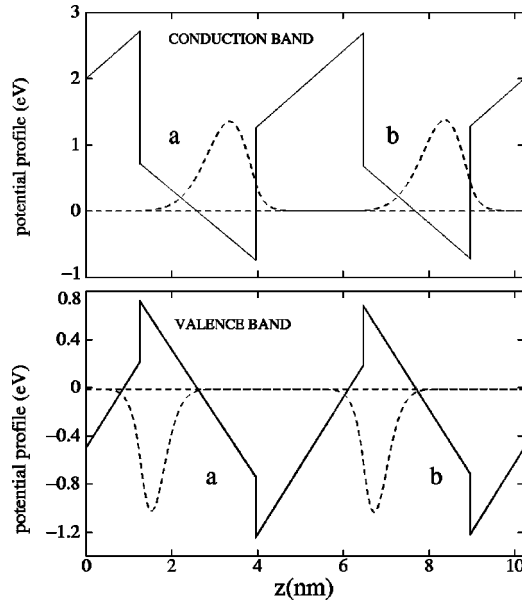 3
CONDUCTION BAND
2
a
b
1
0
−1
potential profile (eV)
0.8
VALENCE BAND
0.4
0
−0.4
a
b
−0.8
−1.2
potential profile (eV)
0
2
4
6
8
10
z(nm)